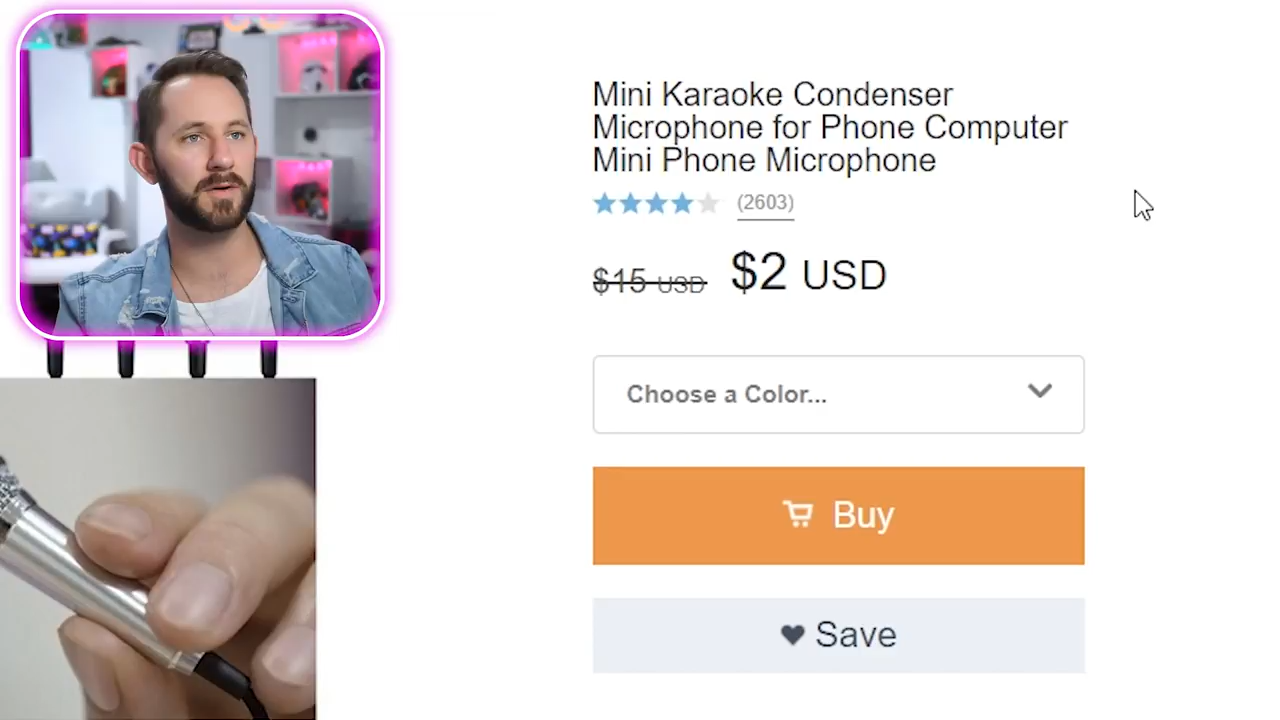 Mini Karaoke Condenser
Microphone for Phone Computer
Mini Phone Microphone
(2603)
$15 USD $2 USD
Choose a Color...
Buy
Save